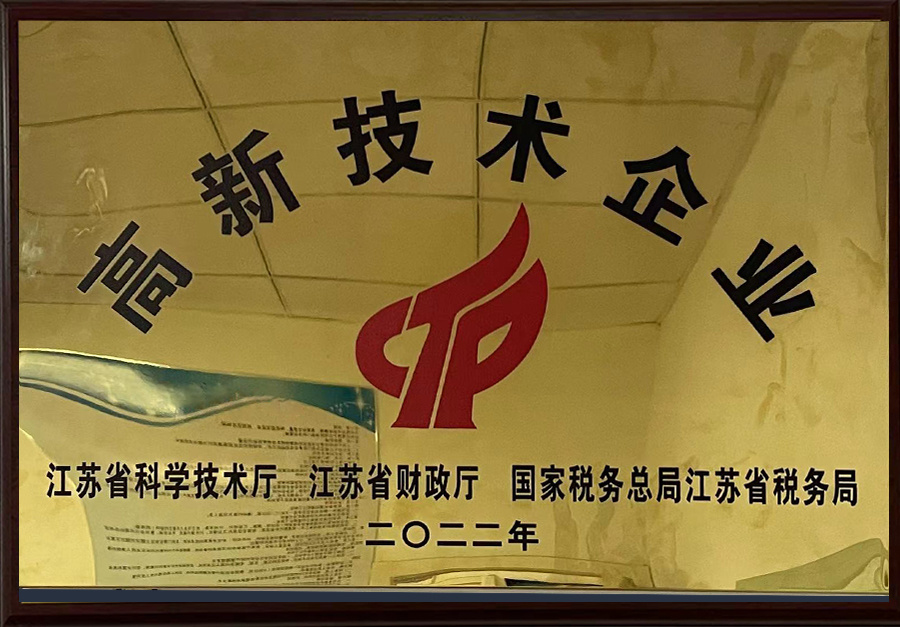 高新技术企业
江苏省科学技术厅 江苏省财政厅 国家税务总局江苏省税务局
二〇二二年